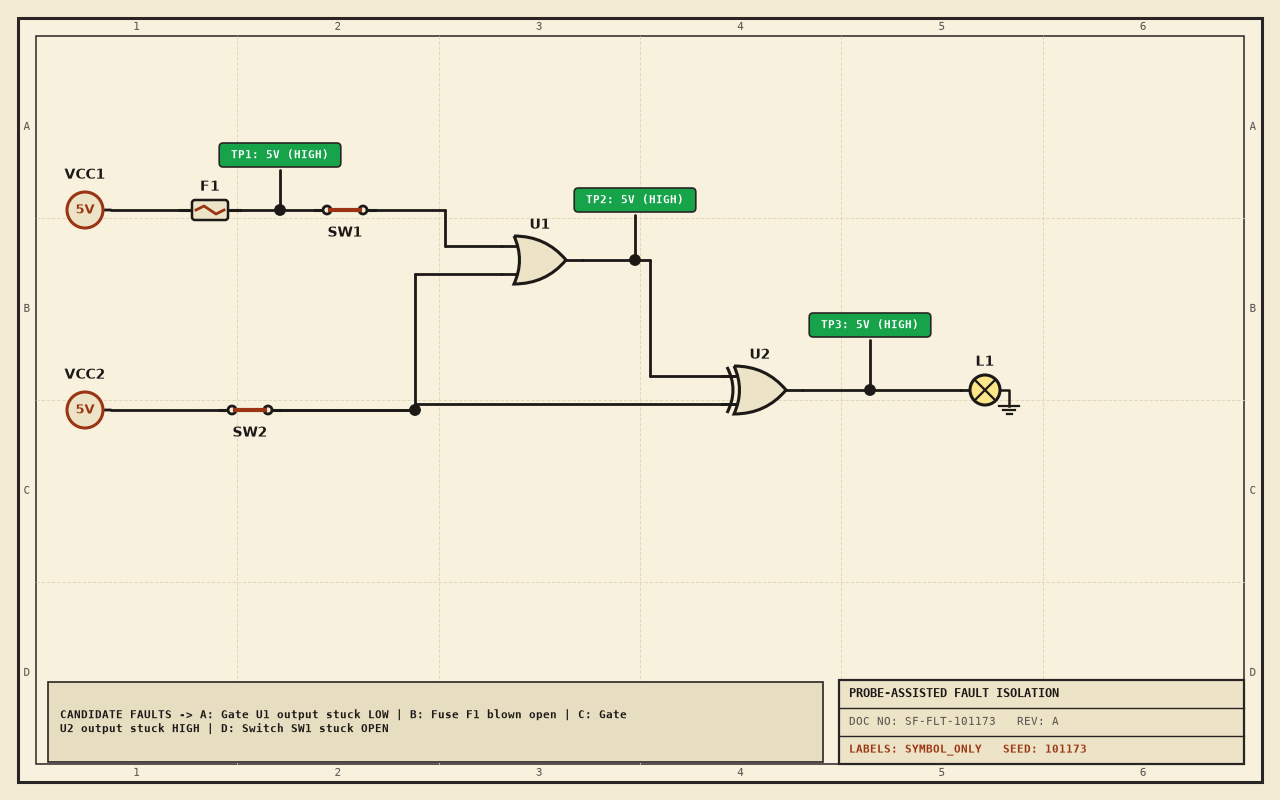 1 2 3 4 5 6
A A
TP1: 5V (HIGH)
VCC1
F1
TP2: 5V (HIGH)
5V
U1
SW1
B B
TP3: 5V (HIGH)
U2
L1
VCC2
5V
SW2
C C
D D
CANDIDATE FAULTS -> A: Gate U1 output stuck LOW | B: Fuse F1 blown open | C: Gate
U2 output stuck HIGH | D: Switch SW1 stuck OPEN
PROBE-ASSISTED FAULT ISOLATION
DOC NO: SF-FLT-101173 REV: A
LABELS: SYMBOL_ONLY SEED: 101173
1 2 3 4 5 6